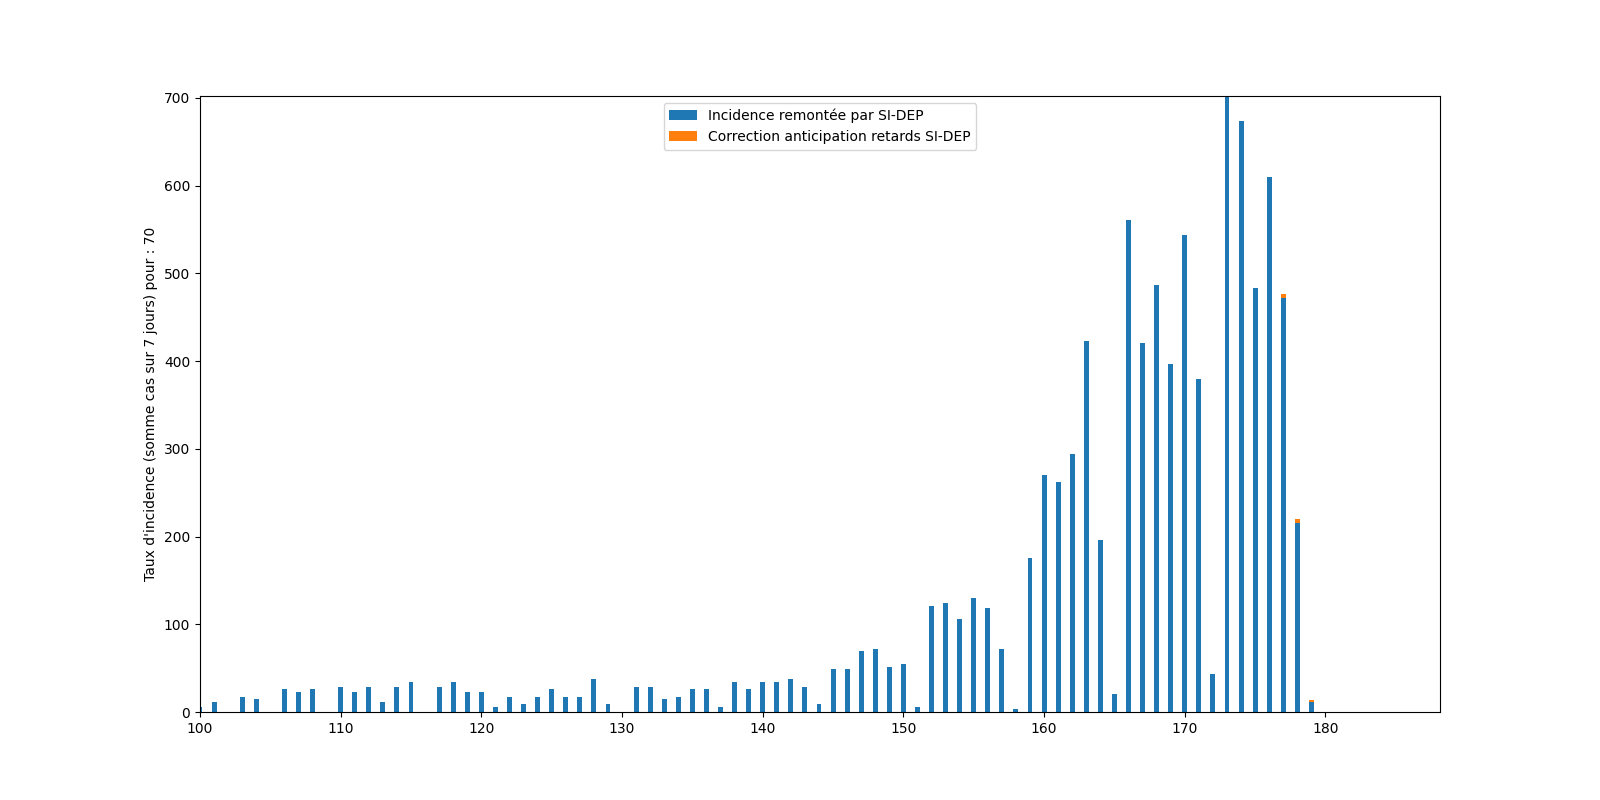 700
600
500
400
300
200
100
0
Taux d'incidence (somme cas sur 7 jours) pour : 70
Incidence remontée par SI-DEP
Correction anticipation retards SI-DEP
100 110 120 130 140 150 160 170 180